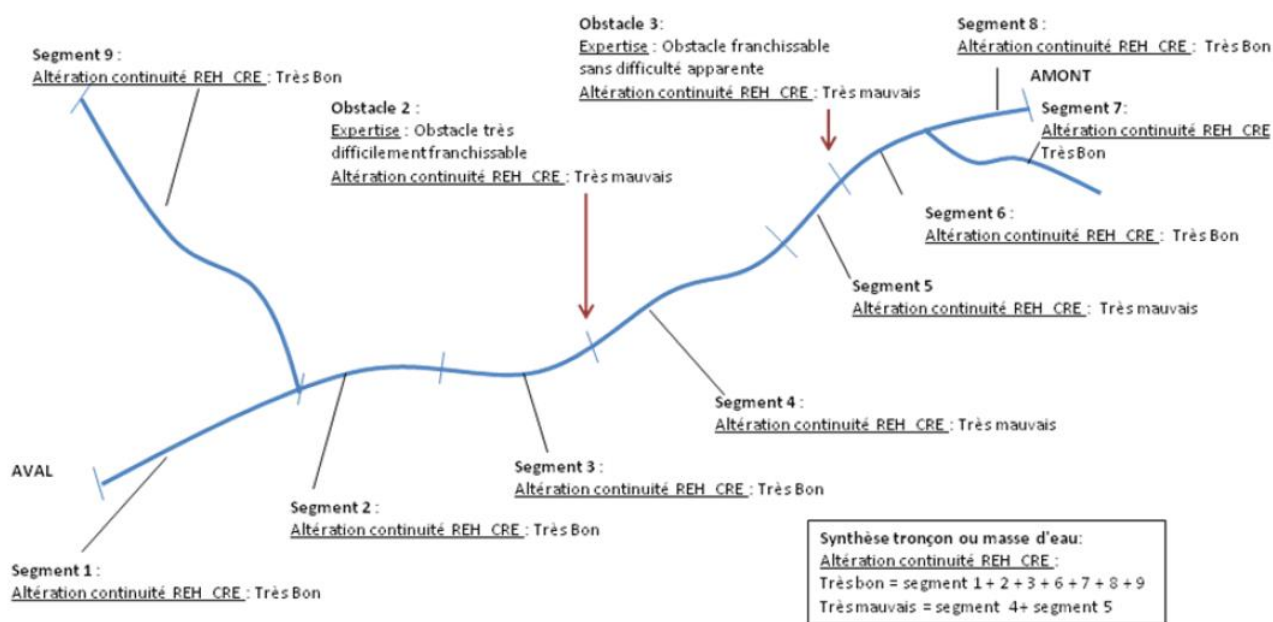 Segment 9 :
Altération continuité REH_CRE : Très Bon
Obstacle 2 :
Expertise : Obstacle très
difficilement franchissable
Altération continuité REH_CRE : Très mauvais
Obstacle 3:
Expertise : Obstacle franchissable
sans difficulté apparente
Altération continuité REH_CRE : Très mauvais
Segment 8 :
Altération continuité REH_CRE : Très Bon
AMONT
Segment 7 :
Altération continuité REH_CRE
Très Bon
Segment 6 :
Altération continuité REH_CRE : Très Bon
Segment 5
Altération continuité REH_CRE : Très mauvais
Segment 4 :
Altération continuité REH_CRE : Très mauvais
AVAL
Segment 3 :
Altération continuité REH_CRE : Très Bon
Segment 2 :
Altération continuité REH_CRE : Très Bon
Segment 1 :
Altération continuité REH_CRE : Très Bon
Synthèse tronçon ou masse d'eau:
Altération continuité REH_CRE :
Très bon = segment 1 + 2 + 3 + 6 + 7 + 8 + 9
Très mauvais = segment 4+ segment 5